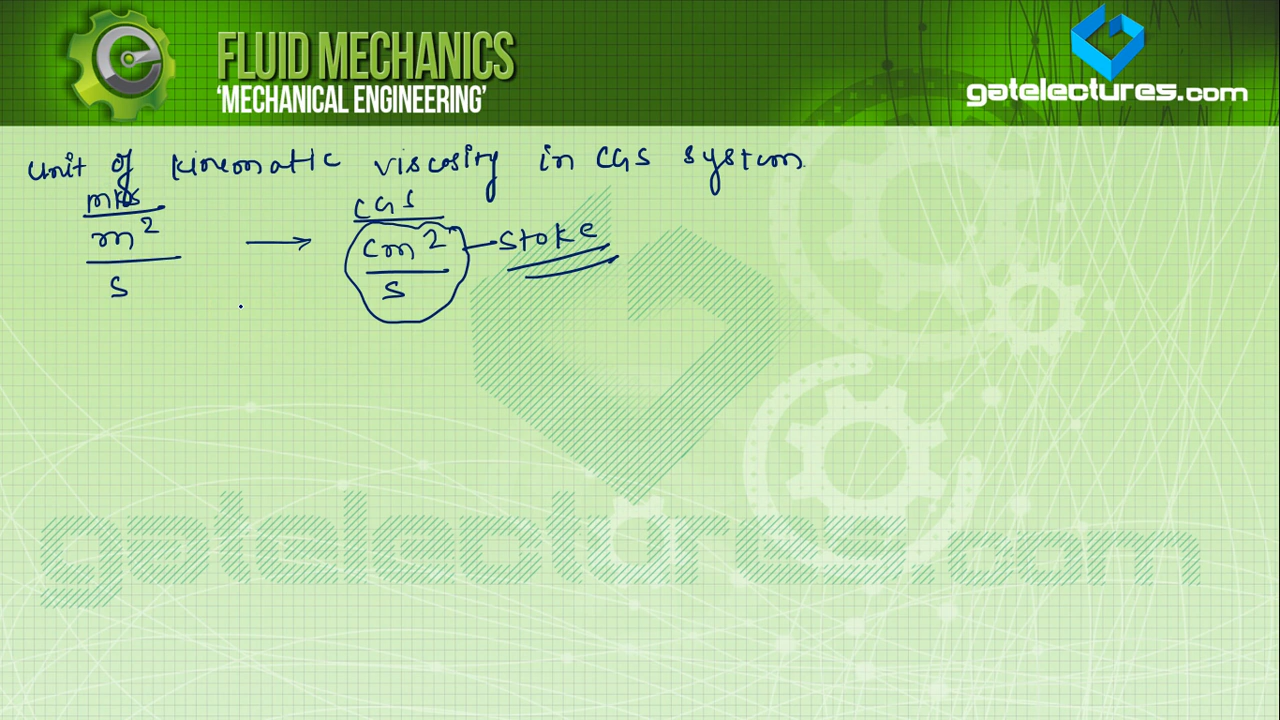 FLUID MECHANICS
'MECHANICAL ENGINEERING'
gatelectures.com
unit of kinematic viscosity in CGS system
MKS
CGS
m²
s
→
cm²
s
stoke
gatelectures.com